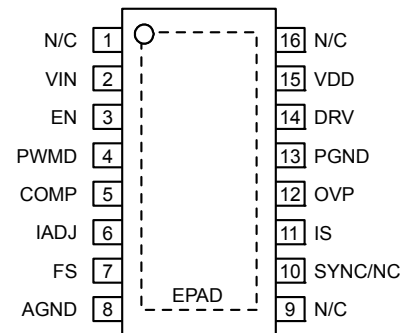 N/C 1 16 N/C
VIN 2 15 VDD
EN 3 14 DRV
PWMD 4 13 PGND
COMP 5 12 OVP
IADJ 6 11 IS
FS 7 10 SYNC/NC
AGND 8 EPAD 9 N/C